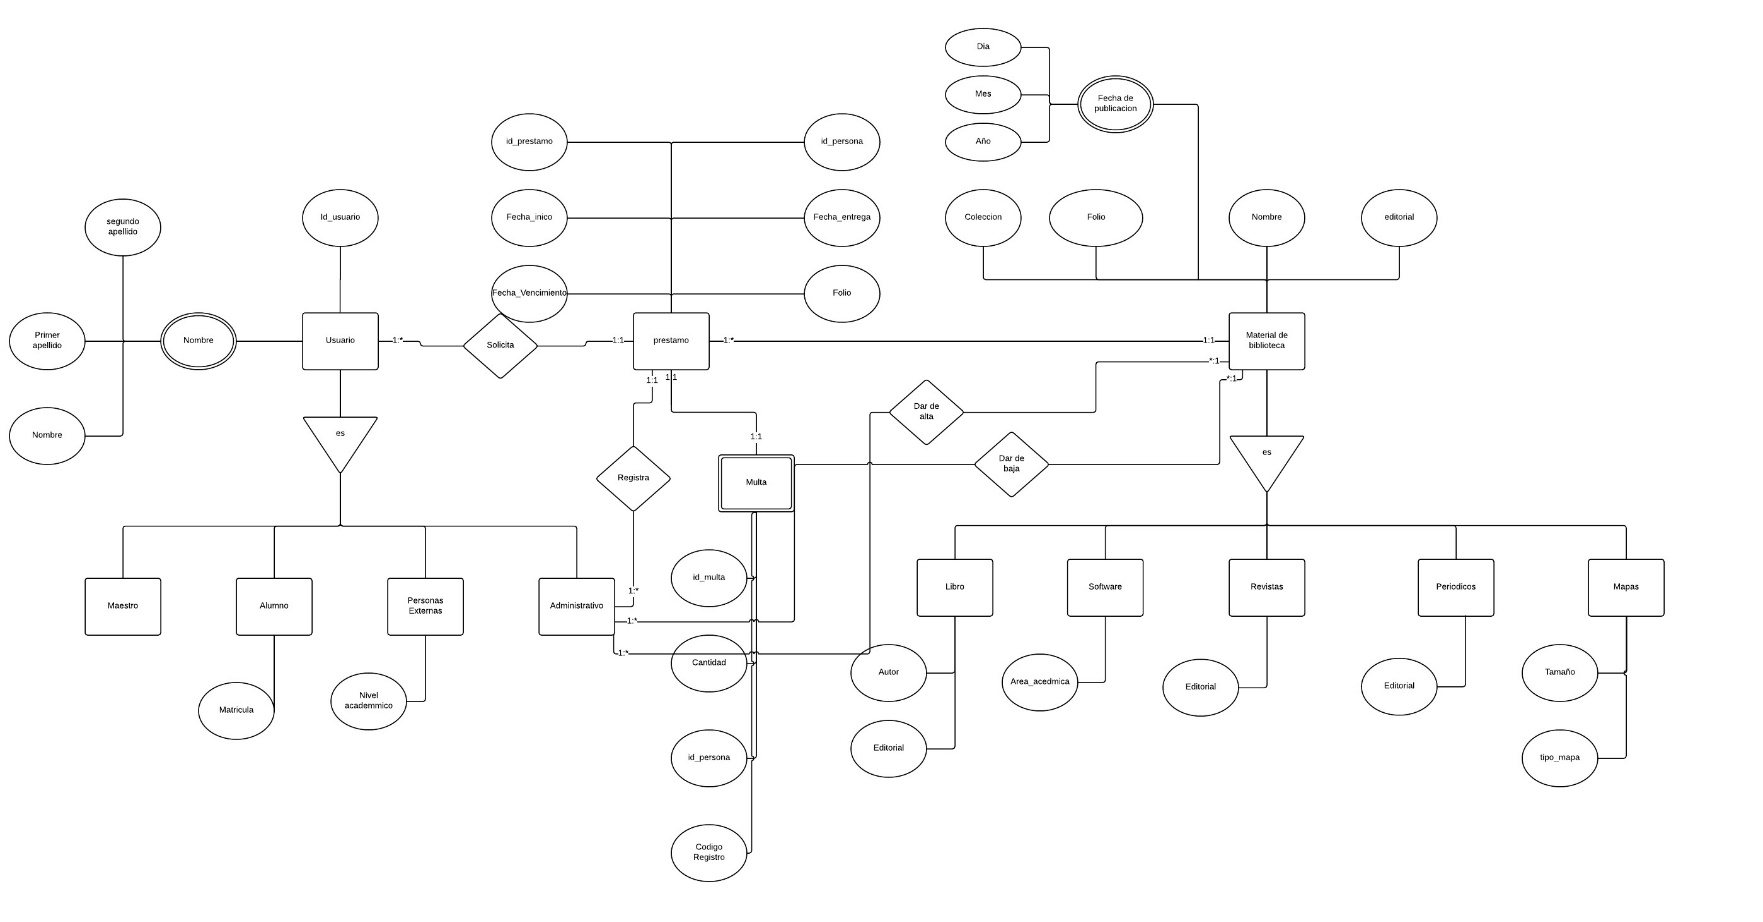 Dia
Mes
Año
Fecha de
publicacion
id_prestamo
id_persona
segundo
apellido
Id_usuario
Fecha_inico
Fecha_entrega
Coleccion
Folio
Nombre
editorial
Fecha_Vencimiento
Folio
Primer
apellido
Nombre
Usuario
1:*
Solicita
1:1
prestamo
1:*
1:1
Material de
biblioteca
*:1
*:1
1:1
1:1
Dar de
alta
Nombre
es
1:1
es
Dar de
baja
Registra
Multa
id_multa
1:*
Libro
Software
Revistas
Periodicos
Mapas
Maestro
Alumno
Personas
Externas
Administrativo
1:*
1:*
Cantidad
Autor
Area_acedmica
Editorial
Editorial
Tamaño
Matricula
Nivel
academmico
Editorial
id_persona
tipo_mapa
Codigo
Registro